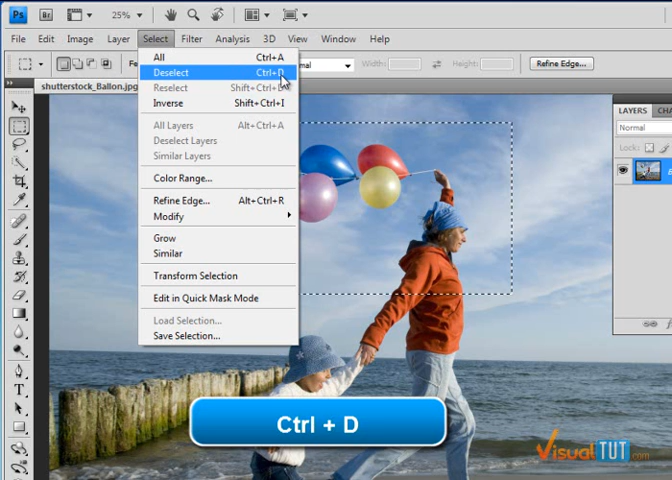 Ps Br 25%
File Edit Image Layer Select Filter Analysis 3D View Window Help
Width: Height: Refine Edge...
shutterstock_Ballon.jpg
All Ctrl+A
Deselect Ctrl+D
Reselect Shift+Ctrl+D
Inverse Shift+Ctrl+I
All Layers Alt+Ctrl+A
Deselect Layers
Similar Layers
Color Range...
Refine Edge... Alt+Ctrl+R
Modify
Grow
Similar
Transform Selection
Edit in Quick Mask Mode
Load Selection...
Save Selection...
LAYERS
Normal
Lock:
Ctrl + D
VisualTUT.com